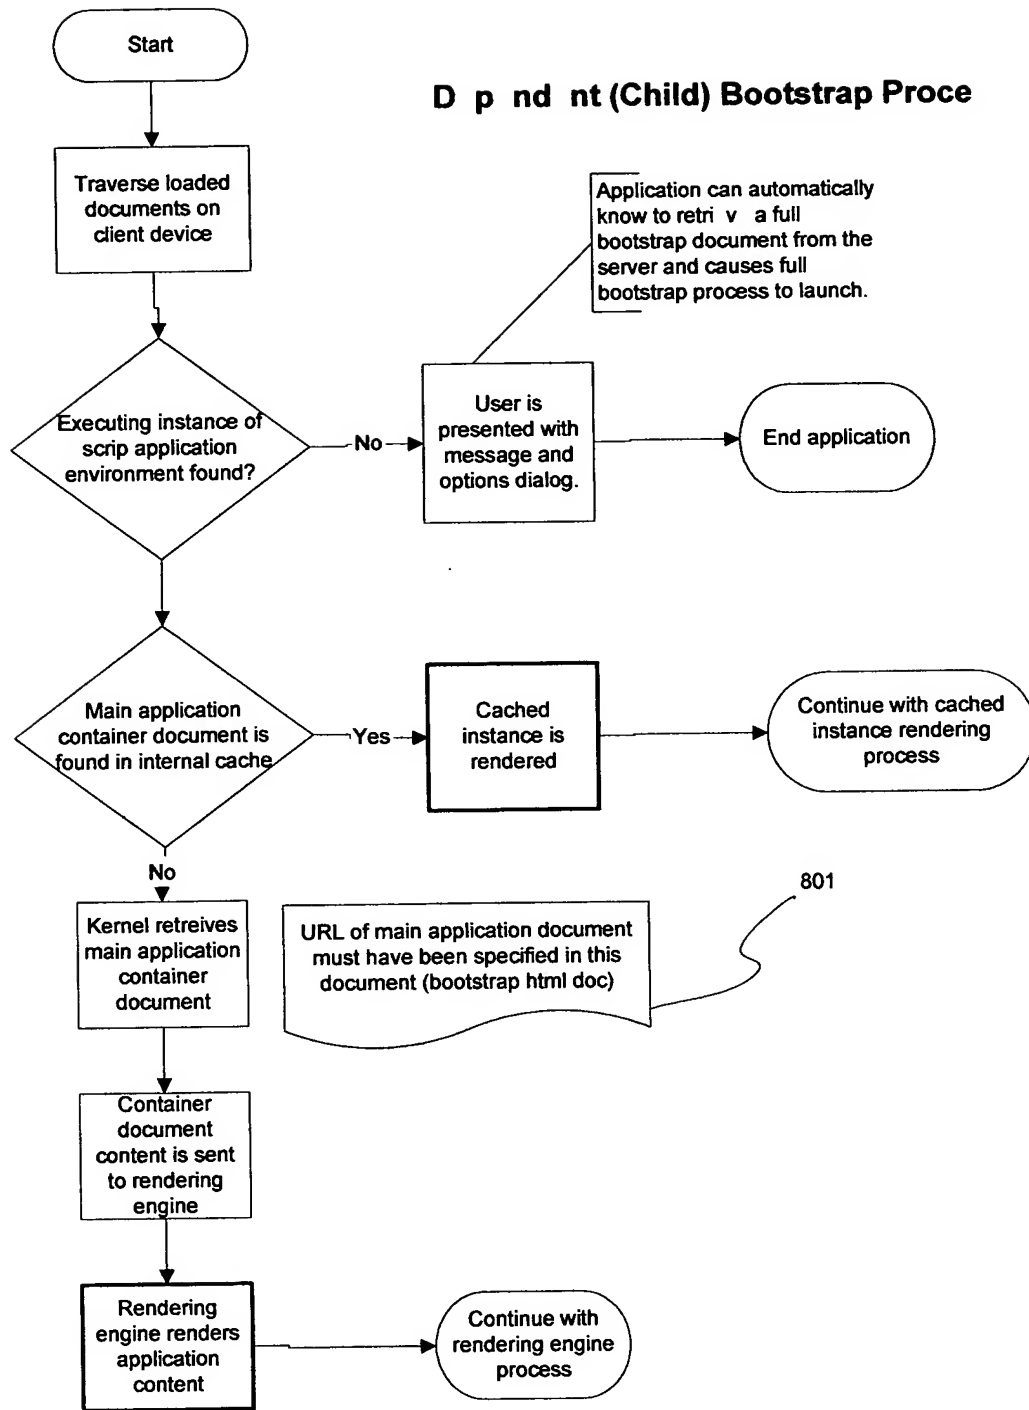 Start
D p nd nt (Child) Bootstrap Proce
Traverse loaded
documents on
client device
Application can automatically
know to retri v a full
bootstrap document from the
server and causes full
bootstrap process to launch.
Executing instance of
scrip application
environment found?
No
User is
presented with
message and
options dialog.
End application
Main application
container document is
found in internal cache
Yes
Cached
instance is
rendered
Continue with cached
instance rendering
process
No
801
Kernel retreives
main application
container
document
URL of main application document
must have been specified in this
document (bootstrap html doc)
Container
document
content is sent
to rendering
engine
Rendering
engine renders
application
content
Continue with
rendering engine
process